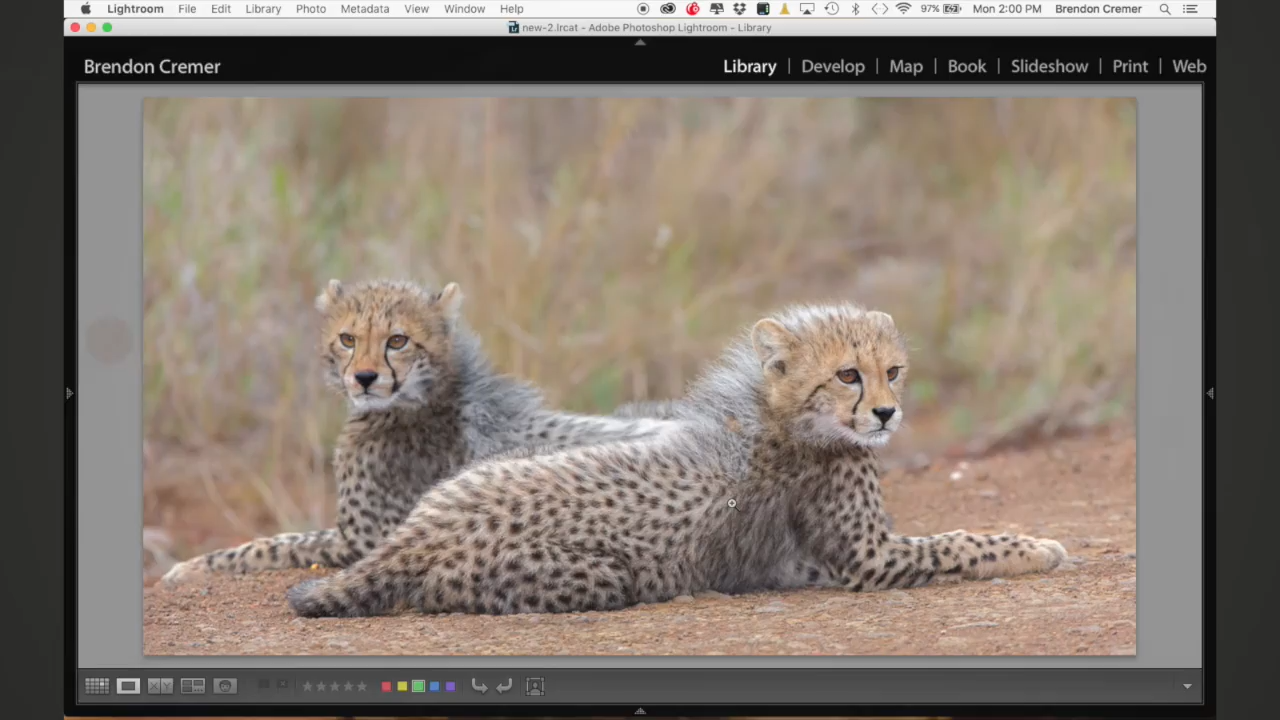 Lightroom File Edit Library Photo Metadata View Window Help 97% Mon 2:00 PM Brendon Cremer
new-2.lrcat - Adobe Photoshop Lightroom - Library
Brendon Cremer Library | Develop | Map | Book | Slideshow | Print | Web